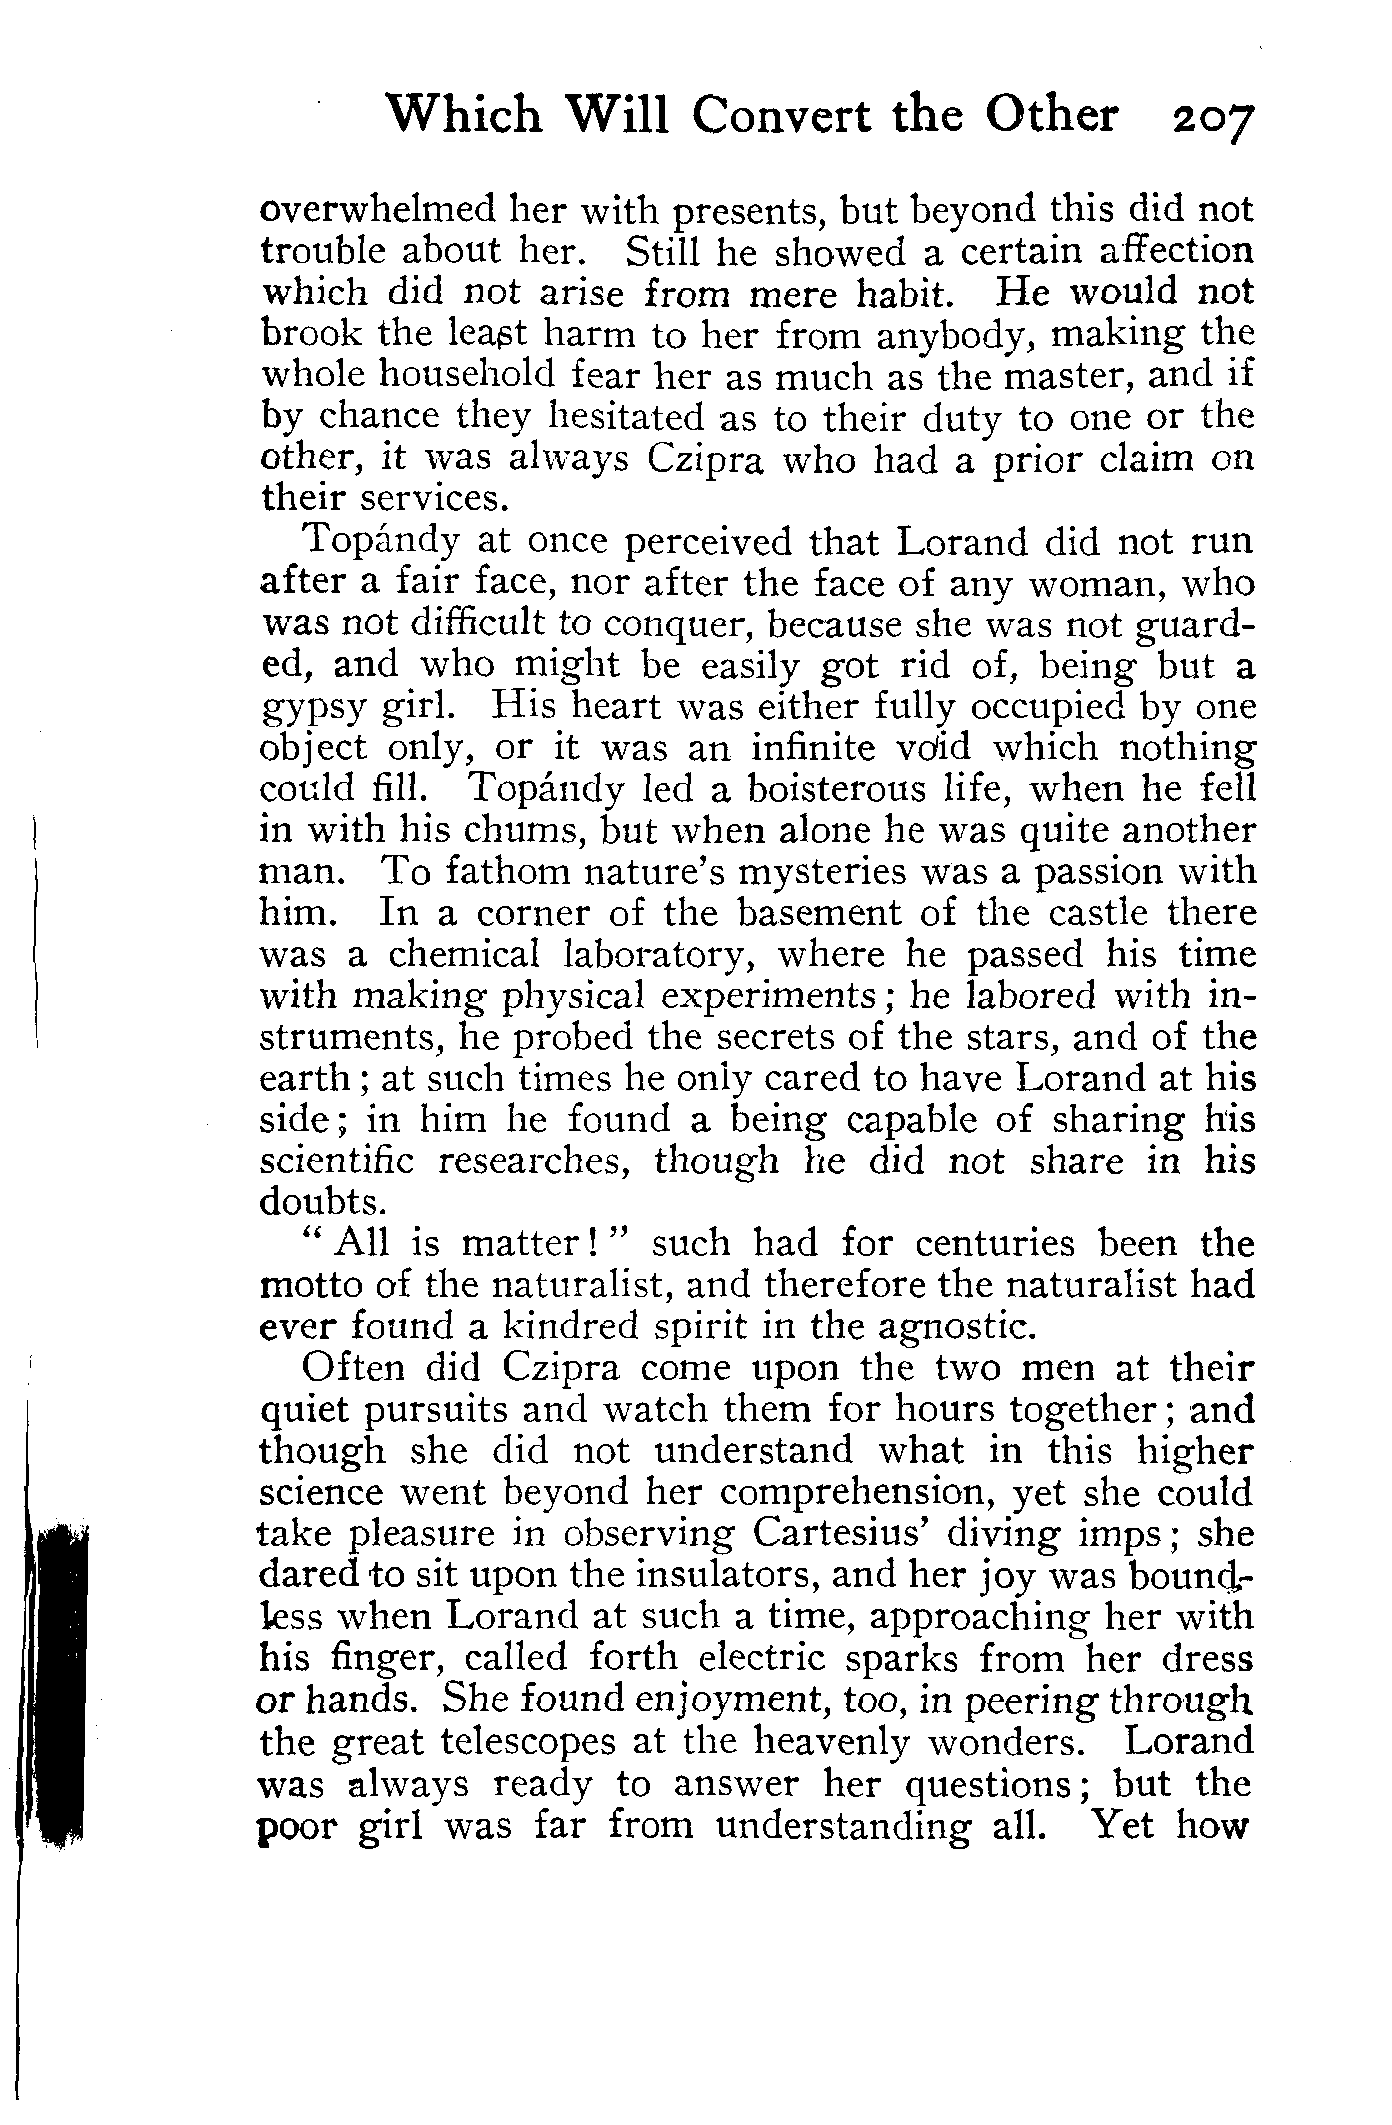 Which Will Convert the Other 207
overwhelmed her with presents, but beyond this did not
trouble about her. Still he showed a certain affection
which did not arise from mere habit. He would not
brook the least harm to her from anybody, making the
whole household fear her as much as the master, and if
by chance they hesitated as to their duty to one or the
other, it was always Czipra who had a prior claim on
their services.
Topándy at once perceived that Lorand did not run
after a fair face, nor after the face of any woman, who
was not difficult to conquer, because she was not guard-
ed, and who might be easily got rid of, being but a
gypsy girl. His heart was either fully occupied by one
object only, or it was an infinite void which nothing
could fill. Topándy led a boisterous life, when he fell
in with his chums, but when alone he was quite another
man. To fathom nature's mysteries was a passion with
him. In a corner of the basement of the castle there
was a chemical laboratory, where he passed his time
with making physical experiments; he labored with in-
struments, he probed the secrets of the stars, and of the
earth; at such times he only cared to have Lorand at his
side; in him he found a being capable of sharing his
scientific researches, though he did not share in his
doubts.
"All is matter!" such had for centuries been the
motto of the naturalist, and therefore the naturalist had
ever found a kindred spirit in the agnostic.
Often did Czipra come upon the two men at their
quiet pursuits and watch them for hours together; and
though she did not understand what in this higher
science went beyond her comprehension, yet she could
take pleasure in observing Cartesius' diving imps; she
dared to sit upon the insulators, and her joy was bound-
less when Lorand at such a time, approaching her with
his finger, called forth electric sparks from her dress
or hands. She found enjoyment, too, in peering through
the great telescopes at the heavenly wonders. Lorand
was always ready to answer her questions; but the
poor girl was far from understanding all. Yet how